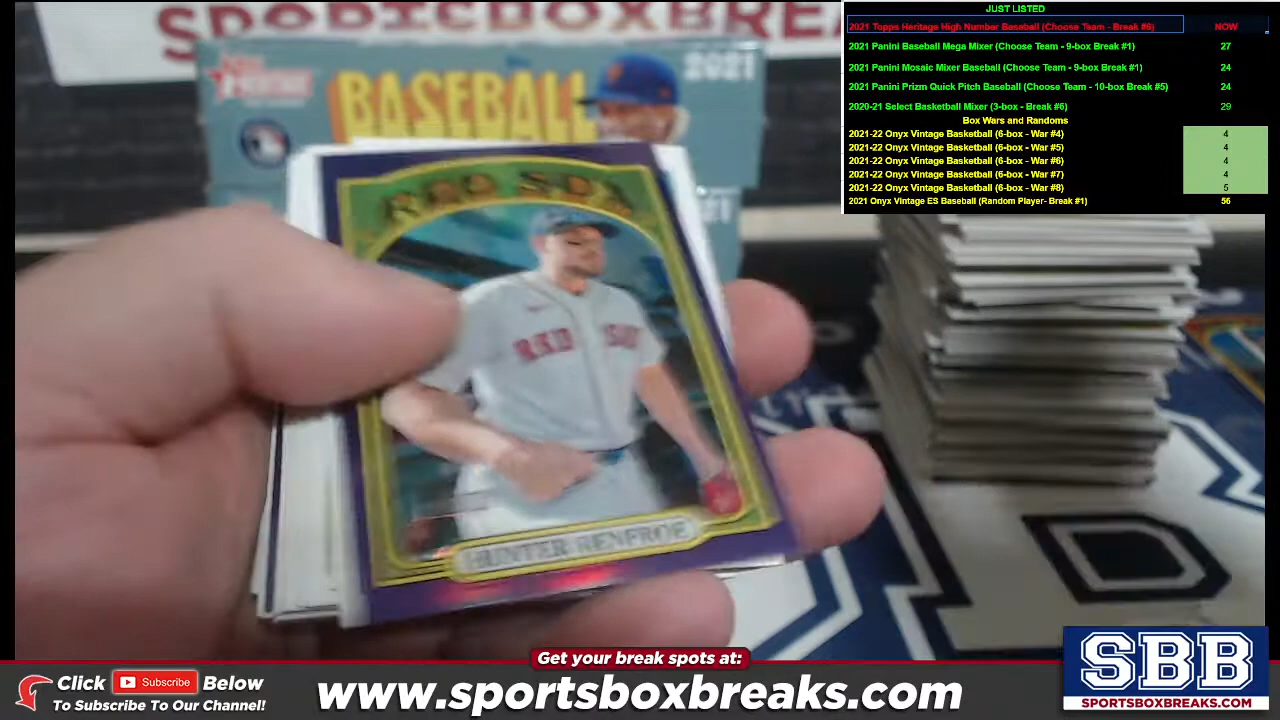 JUST LISTED
2021 Topps Heritage High Number Baseball (Choose Team - Break #6) NOW
2021 Panini Baseball Mega Mixer (Choose Team - 9-box Break #1) 27
2021 Panini Mosaic Mixer Baseball (Choose Team - 9-box Break #1) 24
2021 Panini Prizm Quick Pitch Baseball (Choose Team - 10-box Break #5) 24
2020-21 Select Basketball Mixer (3-box - Break #6) 29
Box Wars and Randoms
2021-22 Onyx Vintage Basketball (6-box - War #4) 4
2021-22 Onyx Vintage Basketball (6-box - War #5) 4
2021-22 Onyx Vintage Basketball (6-box - War #6) 4
2021-22 Onyx Vintage Basketball (6-box - War #7) 4
2021-22 Onyx Vintage Basketball (6-box - War #8) 5
2021 Onyx Vintage ES Baseball (Random Player- Break #1) 56
SPORTSBOXBREAKS
HERITAGE
BASEBALL
2021
RED SOX
RED SOX
HUNTER RENFROE
Get your break spots at:
Click Subscribe Below
To Subscribe To Our Channel!
www.sportsboxbreaks.com
SBB
SPORTSBOXBREAKS.COM